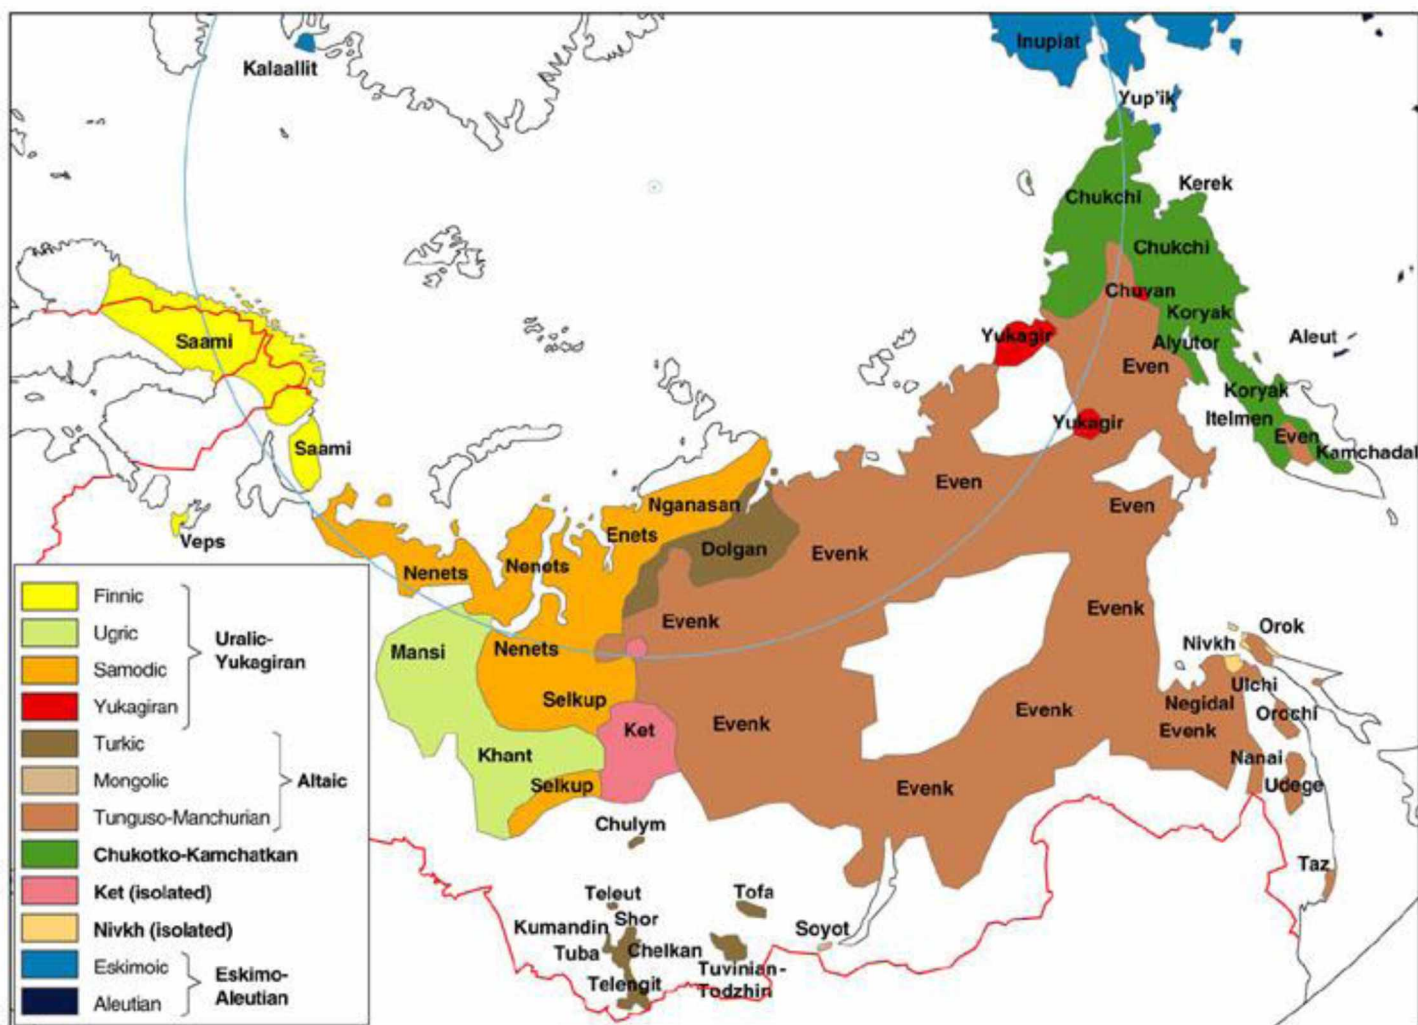 Inupiat
Kalaallit
Yup'ik
Kerek
Chukchi
Chukchi
Chuvan
Koryak
Yukagir
Aleut
Saami
Alyutor
Even
Koryak
Itelmen
Yukagir
Even
Saami
Kamchadal
Even
Nganasan
Even
Enets
Veps
Dolgan
Evenk
Nenets
Nenets
Evenk
Evenk
Orok
Nivkh
Mansi
Nenets
Ulchi
Selkup
Negidal
Evenk
Orochi
Ket
Evenk
Evenk
Khant
Nanai
Selkup
Udege
Evenk
Chulym
Taz
Teleut
Tofa
Shor
Kumandin
Soyot
Tuba
Chelkan
Tuvinian-
Todzhin
Telengit
Finnic
Ugric
Uralic-
Yukagiran
Samodic
Yukagiran
Turkic
Mongolic
Altaic
Tunguso-Manchurian
Chukotko-Kamchatkan
Ket (isolated)
Nivkh (isolated)
Eskimoic
Eskimo-
Aleutian
Aleutian